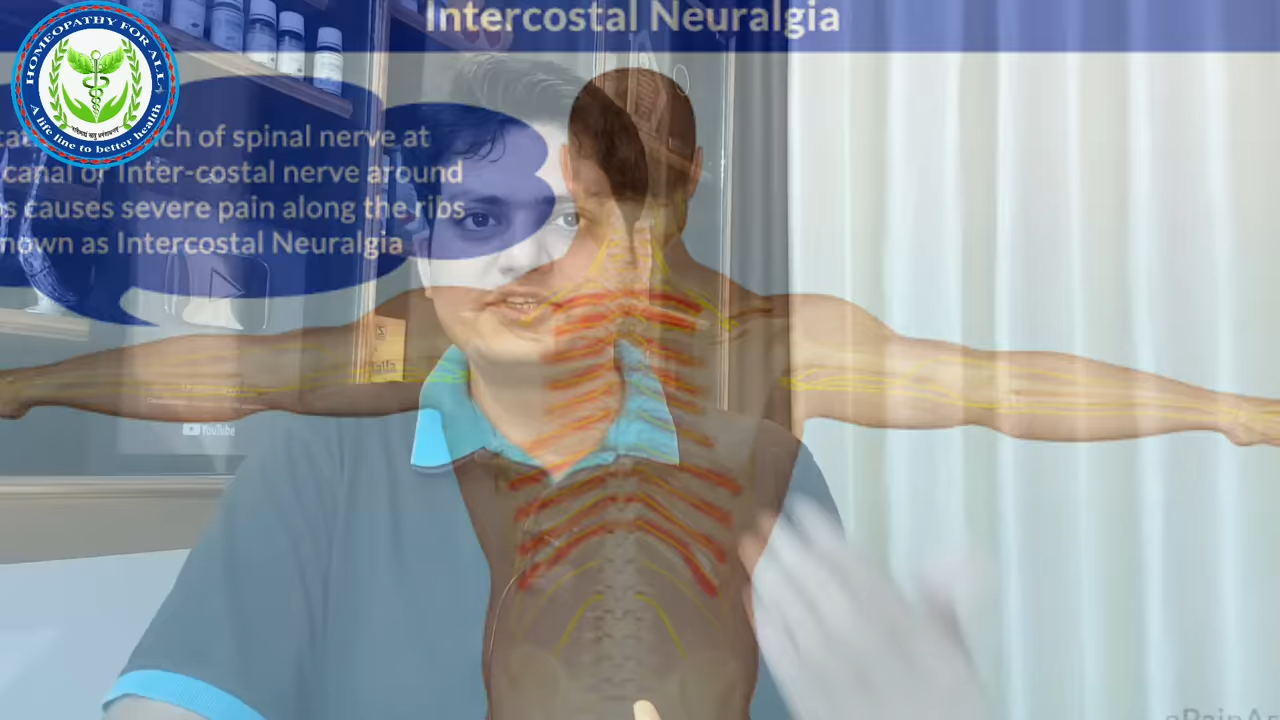 Intercostal Neuralgia
HOMEOPATHY FOR ALL
A life line to better health
ch of spinal nerve at
canal or Inter-costal nerve around
s causes severe pain along the ribs
nown as Intercostal Neuralgia
YouTube
ePainA